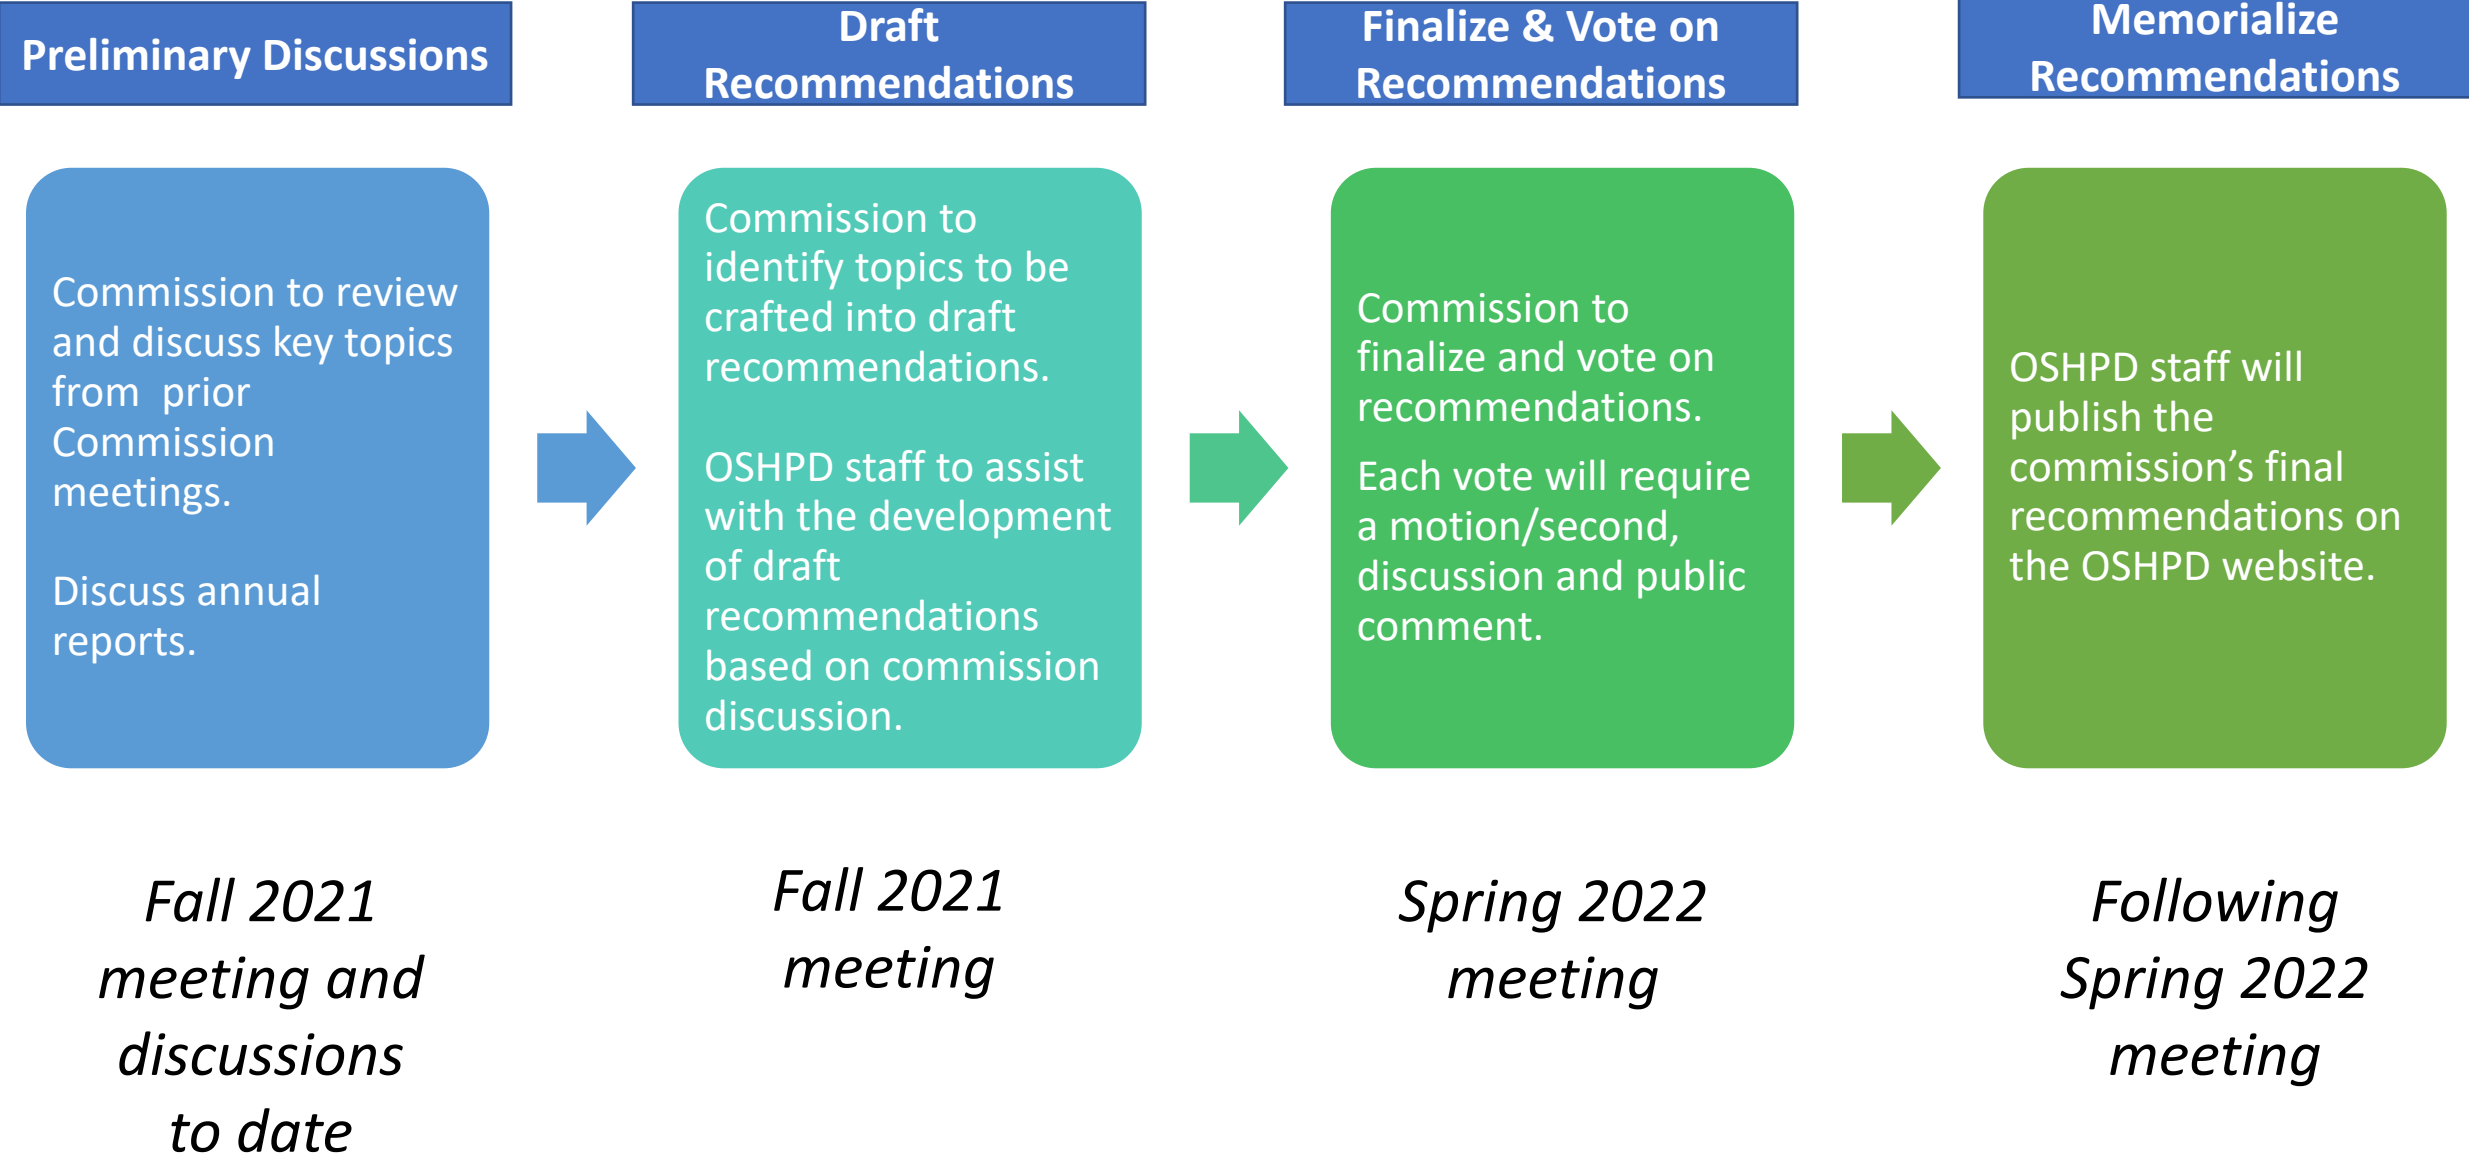 Preliminary Discussions
Draft
Recommendations
Finalize & Vote on
Recommendations
Memorialize
Recommendations
Commission to review
and discuss key topics
from  prior
Commission
meetings.
Discuss annual
reports.
Commission to
identify topics to be
crafted into draft
recommendations.
OSHPD staff to assist
with the development
of draft
recommendations
based on commission
discussion.
Commission to
finalize and vote on
recommendations.
Each vote will require
a motion/second,
discussion and public
comment.
OSHPD staff will
publish the
commission’s final
recommendations on
the OSHPD website.
Fall 2021
meeting and
discussions
to date
Fall 2021
meeting
Spring 2022
meeting
Following
Spring 2022
meeting